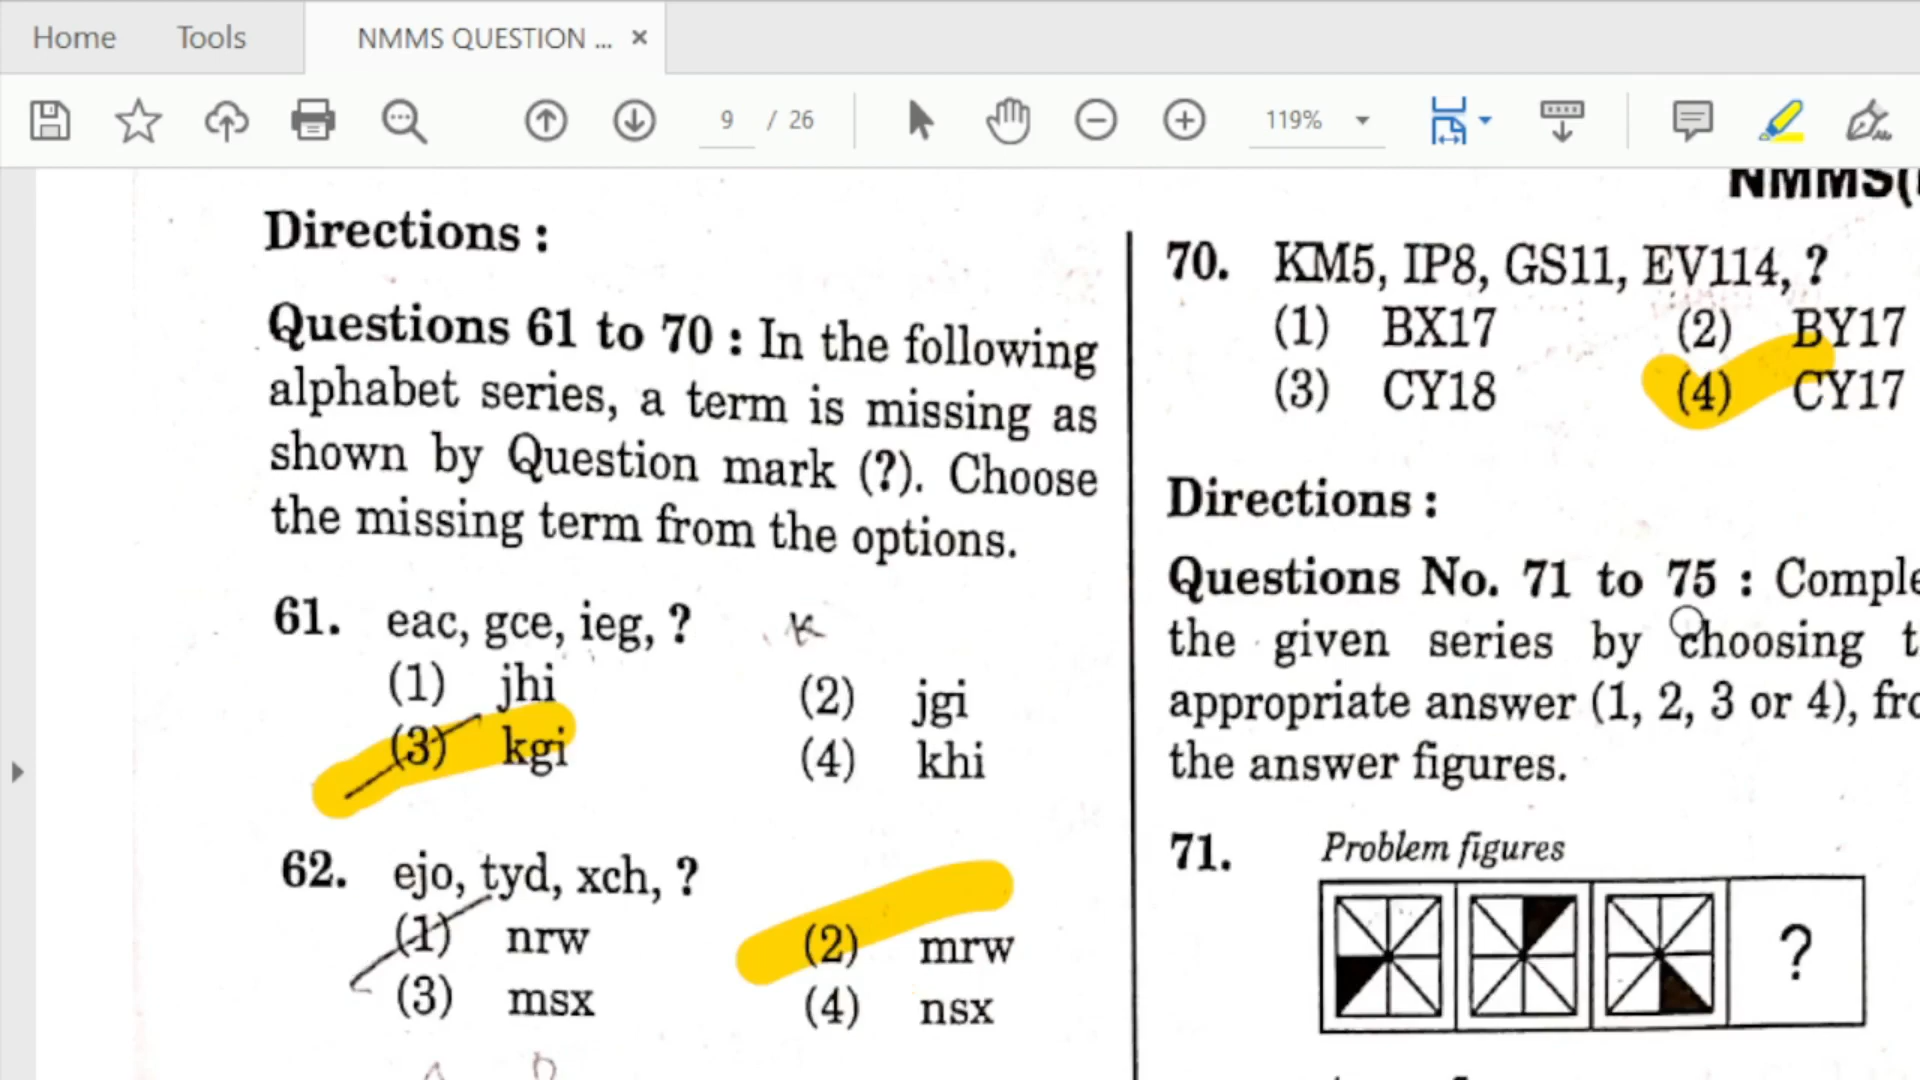 Home Tools NMMS QUESTION ... ×
9 / 26 119%
NMMS(
Directions :
Questions 61 to 70 : In the following
alphabet series, a term is missing as
shown by Question mark (?). Choose
the missing term from the options.
61. eac, gce, ieg, ? K
(1) jhi (2) jgi
(3) kgi (4) khi
62. ejo, tyd, xch, ?
(1) nrw (2) mrw
(3) msx (4) nsx
70. KM5, IP8, GS11, EV114, ?
(1) BX17 (2) BY17
(3) CY18 (4) CY17
Directions :
Questions No. 71 to 75 : Comple
the given series by choosing t
appropriate answer (1, 2, 3 or 4), fro
the answer figures.
71. Problem figures
?